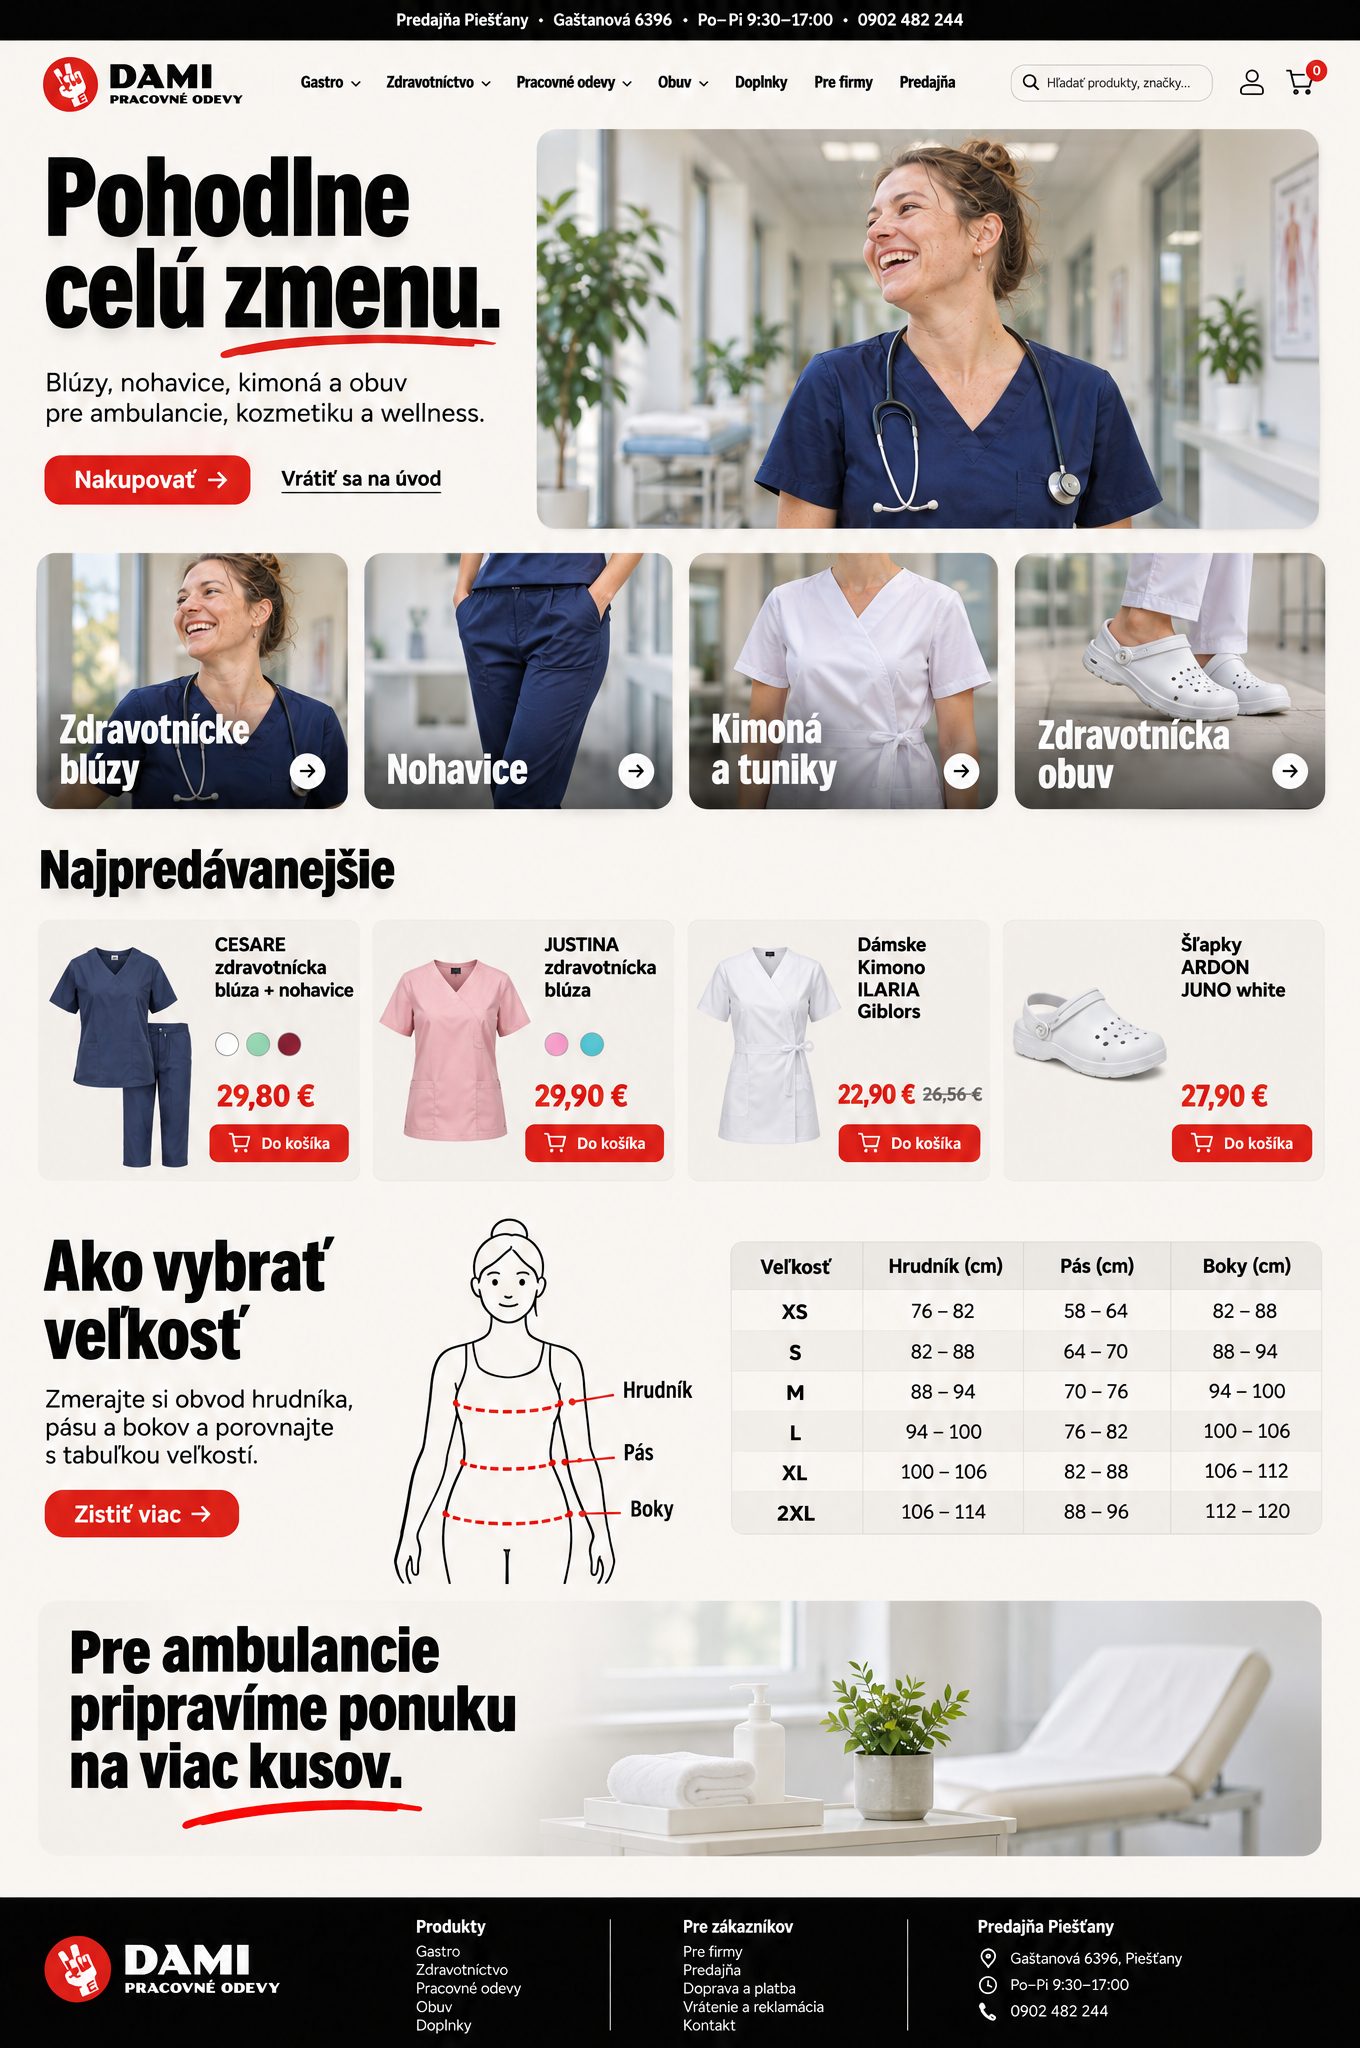 Predajňa Piešťany • Gaštanová 6396 • Po–Pi 9:30–17:00 • 0902 482 244
DAMI
PRACOVNÉ ODEVY
Gastro
Zdravotníctvo
Pracovné odevy
Obuv
Doplnky
Pre firmy
Predajňa
Hľadať produkty, značky...
0
Pohodlne
celú zmenu.
Blúzy, nohavice, kimoná a obuv
pre ambulancie, kozmetiku a wellness.
Nakupovať →
Vrátiť sa na úvod
Zdravotnícke
blúzy
Nohavice
Kimoná
a tuniky
Zdravotnícka
obuv
Najpredávanejšie
CESARE
zdravotnícka
blúza + nohavice
29,80 €
Do košíka
JUSTINA
zdravotnícka
blúza
29,90 €
Do košíka
Dámske
Kimono
ILARIA
Giblors
22,90 € 26,56 €
Do košíka
Šľapky
ARDON
JUNO white
27,90 €
Do košíka
Ako vybrať
veľkosť
Zmerajte si obvod hrudníka,
pásu a bokov a porovnajte
s tabuľkou veľkostí.
Zistiť viac →
Hrudník
Pás
Boky
Veľkosť Hrudník (cm) Pás (cm) Boky (cm)
XS 76 – 82 58 – 64 82 – 88
S 82 – 88 64 – 70 88 – 94
M 88 – 94 70 – 76 94 – 100
L 94 – 100 76 – 82 100 – 106
XL 100 – 106 82 – 88 106 – 112
2XL 106 – 114 88 – 96 112 – 120
Pre ambulancie
pripravíme ponuku
na viac kusov.
DAMI
PRACOVNÉ ODEVY
Produkty
Gastro
Zdravotníctvo
Pracovné odevy
Obuv
Doplnky
Pre zákazníkov
Pre firmy
Predajňa
Doprava a platba
Vrátenie a reklamácia
Kontakt
Predajňa Piešťany
Gaštanová 6396, Piešťany
Po–Pi 9:30–17:00
0902 482 244